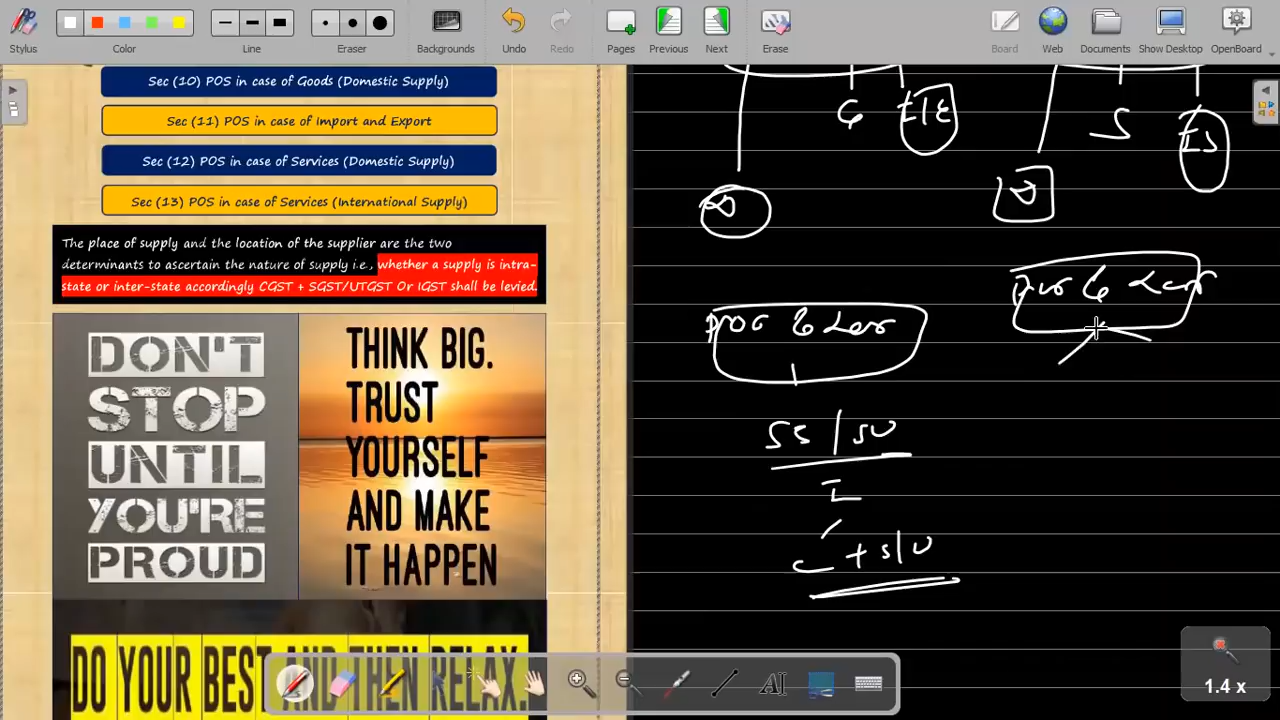 Stylus
Color
Line
Eraser
Backgrounds
Undo
Redo
Pages
Previous
Next
Erase
Board
Web
Documents
Show Desktop
OpenBoard
Sec (10) POS in case of Goods (Domestic Supply)
Sec (11) POS in case of Import and Export
Sec (12) POS in case of Services (Domestic Supply)
Sec (13) POS in case of Services (International Supply)
The place of supply and the location of the supplier are the two
determinants to ascertain the nature of supply i.e., whether a supply is intra-
state or inter-state accordingly CGST + SGST/UTGST Or IGST shall be levied.
DON'T
STOP
UNTIL
YOU'RE
PROUD
THINK BIG.
TRUST
YOURSELF
AND MAKE
IT HAPPEN
DO YOUR BEST AND THEN RELAX.
G
I/E
S
D
D
SS / SU
I
C + S/U
AI
1.4 x